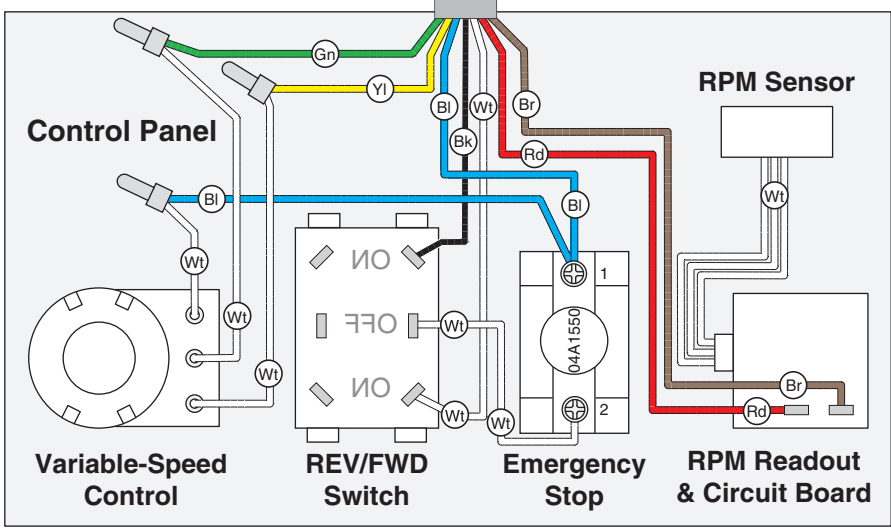 Gn
Yl
Bl
Wt
Br
RPM Sensor
Control Panel
Bk
Rd
Wt
Bl
Bl
Wt
ON
1
Wt
OFF
Wt
04A1550
Wt
ON
Br
Wt
Wt
2
Rd
Variable-Speed
Control
REV/FWD
Switch
Emergency
Stop
RPM Readout
& Circuit Board